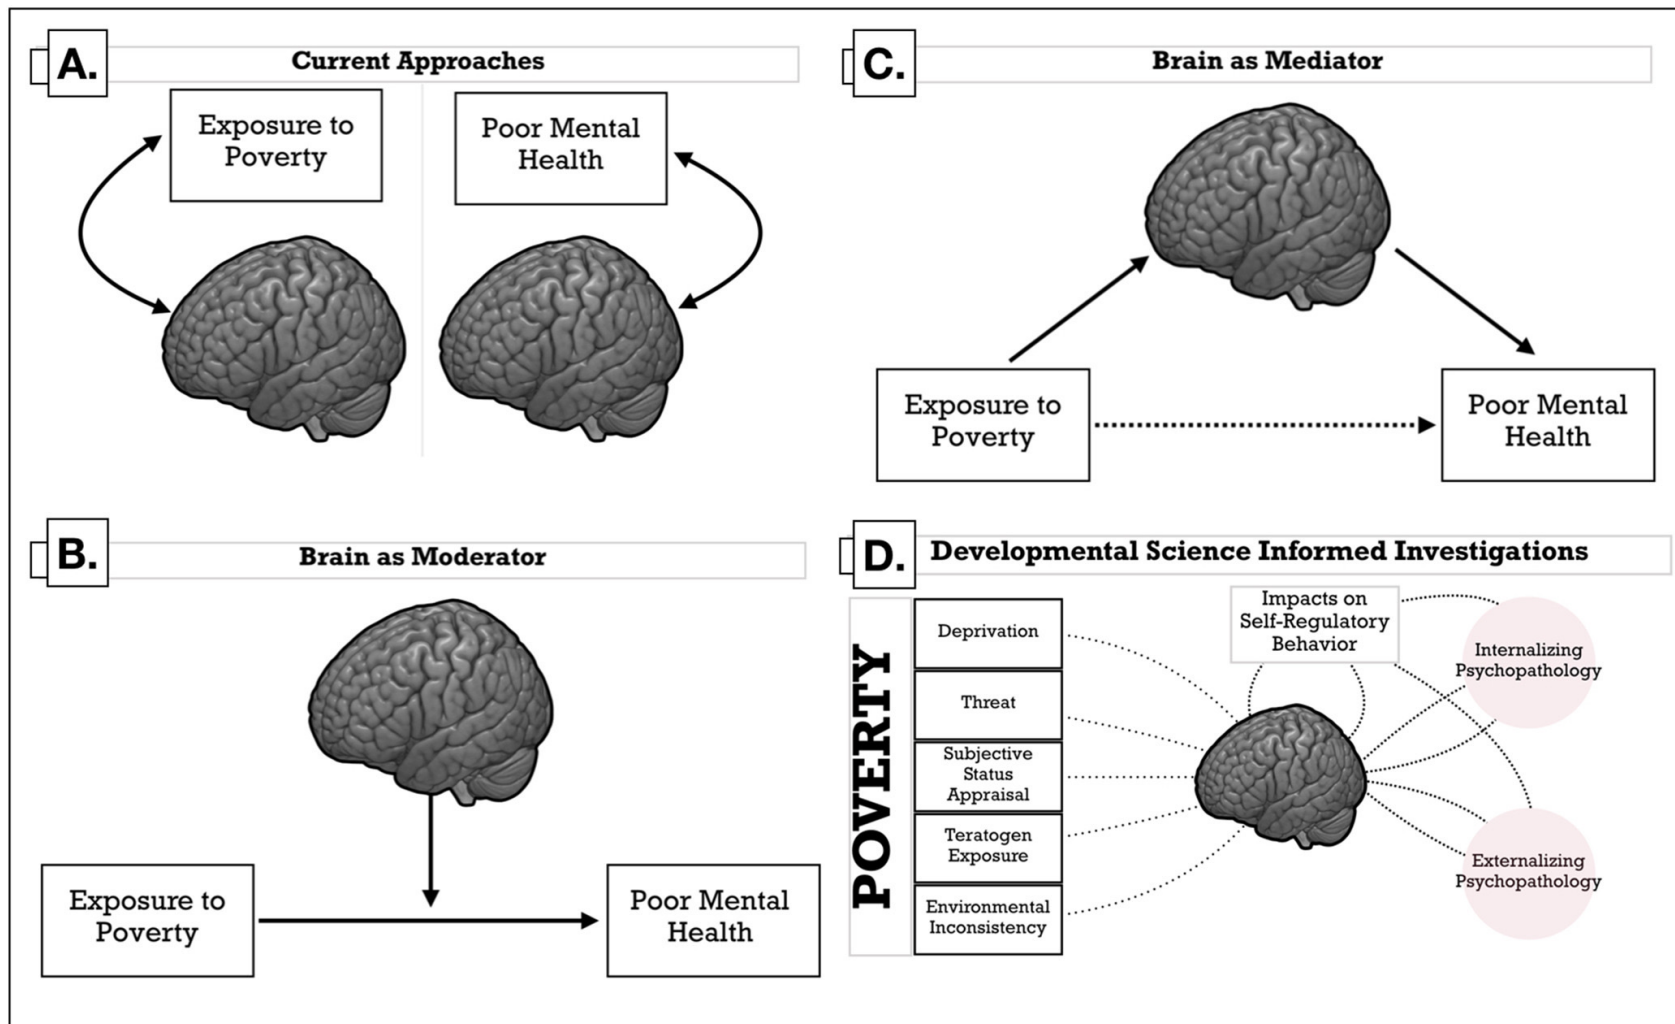 A.
Current Approaches
Exposure to
Poverty
Poor Mental
Health
B.
Brain as Moderator
Exposure to
Poverty
Poor Mental
Health
C.
Brain as Mediator
Exposure to
Poverty
Poor Mental
Health
D.
Developmental Science Informed Investigations
POVERTY
Deprivation
Threat
Subjective
Status
Appraisal
Teratogen
Exposure
Environmental
Inconsistency
Impacts on
Self-Regulatory
Behavior
Internalizing
Psychopathology
Externalizing
Psychopathology